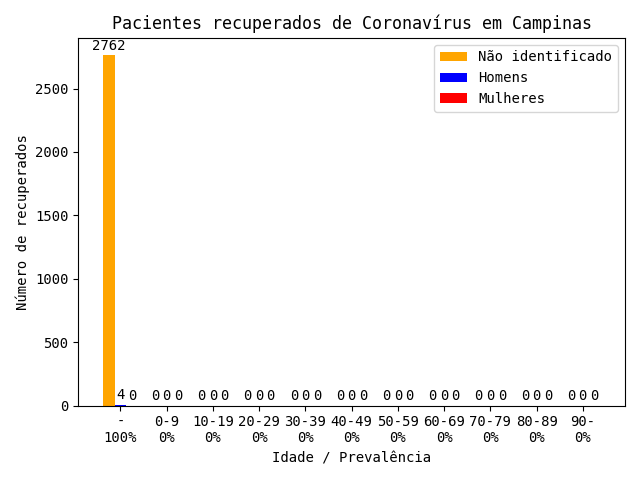 Pacientes recuperados de Coronavírus em Campinas
2762
Não identificado
Homens
Mulheres
2500
2000
1500
1000
500
0
Número de recuperados
4 0 0 0 0 0 0 0 0 0 0 0 0 0 0 0 0 0 0 0 0 0 0 0 0 0 0 0 0 0 0 0
- 0-9 10-19 20-29 30-39 40-49 50-59 60-69 70-79 80-89 90-
100% 0% 0% 0% 0% 0% 0% 0% 0% 0% 0%
Idade / Prevalência